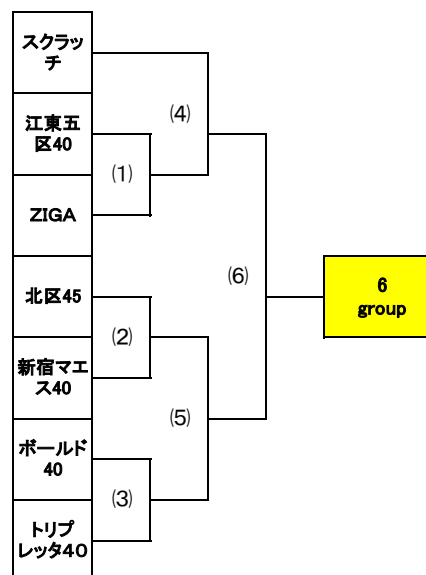 スクラッ
チ
(4)
江東五
区40
(1)
ZIGA
(6)
6
group
北区45
(2)
新宿マエ
ス40
(5)
ボールド
40
(3)
トリプ
レッタ40